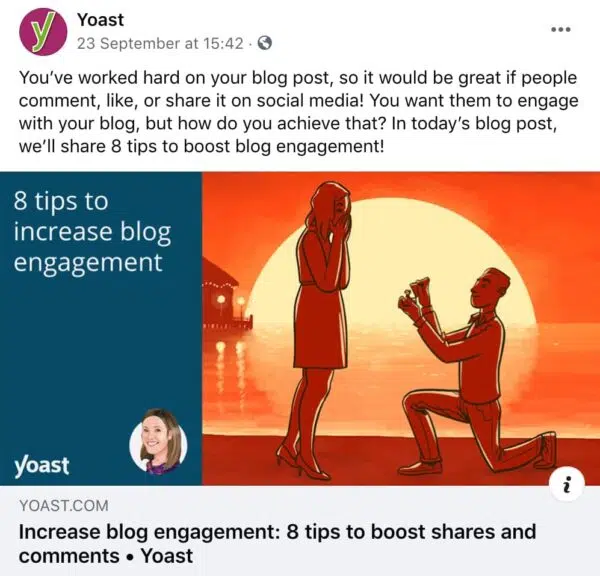 Yoast
23 September at 15:42 ·
You’ve worked hard on your blog post, so it would be great if people
comment, like, or share it on social media! You want them to engage
with your blog, but how do you achieve that? In today’s blog post,
we’ll share 8 tips to boost blog engagement!
8 tips to
increase blog
engagement
yoast
YOAST.COM
Increase blog engagement: 8 tips to boost shares and
comments • Yoast